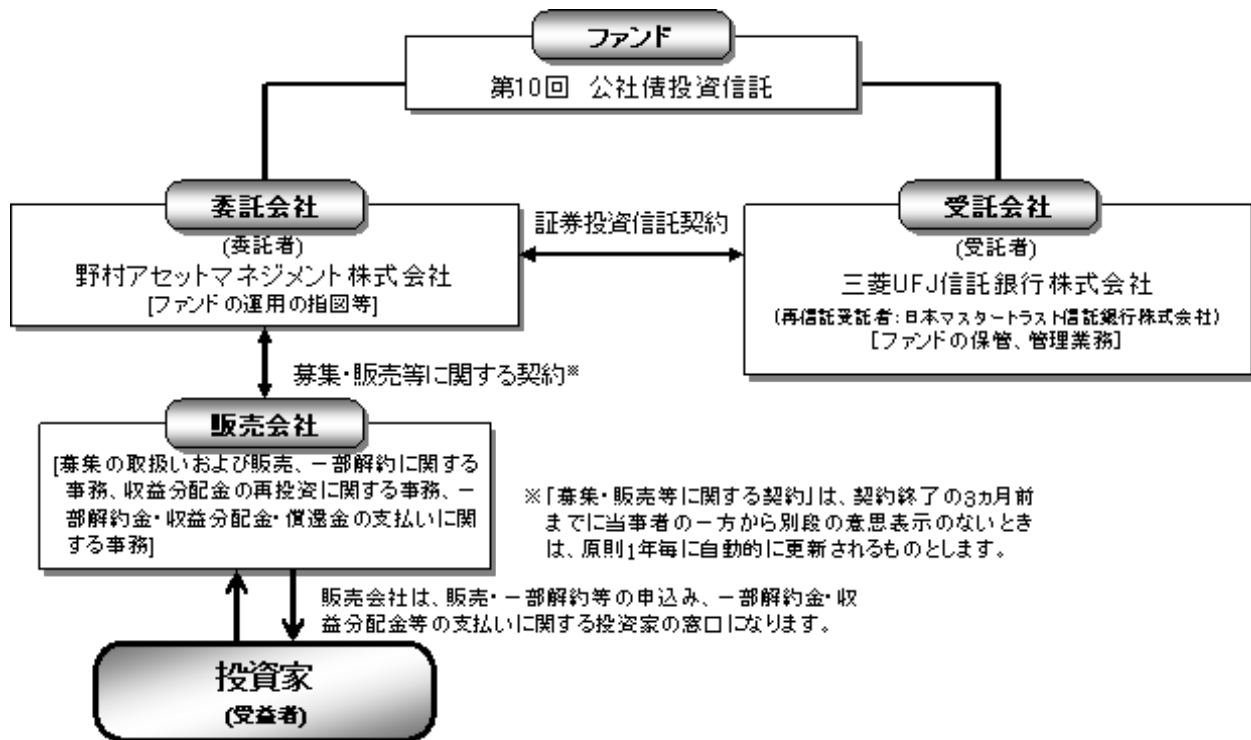 ファンド
第10回 公社債投資信託
委託会社
(委託者)
野村アセットマネジメント株式会社
[ファンドの運用の指図等]
証券投資信託契約
受託会社
(受託者)
三菱UFJ信託銀行株式会社
(再信託受託者:日本マスタートラスト信託銀行株式会社)
[ファンドの保管、管理業務]
募集・販売等に関する契約※
販売会社
[募集の取扱いおよび販売、一部解約に関する
事務、収益分配金の再投資に関する事務、一
部解約金・収益分配金・償還金の支払いに関
する事務]
※「募集・販売等に関する契約」は、契約終了の3ヵ月前
までに当事者の一方から別段の意思表示のないとき
は、原則1年毎に自動的に更新されるものとします。
販売会社は、販売・一部解約等の申込み、一部解約金・収
益分配金等の支払いに関する投資家の窓口になります。
投資家
(受益者)